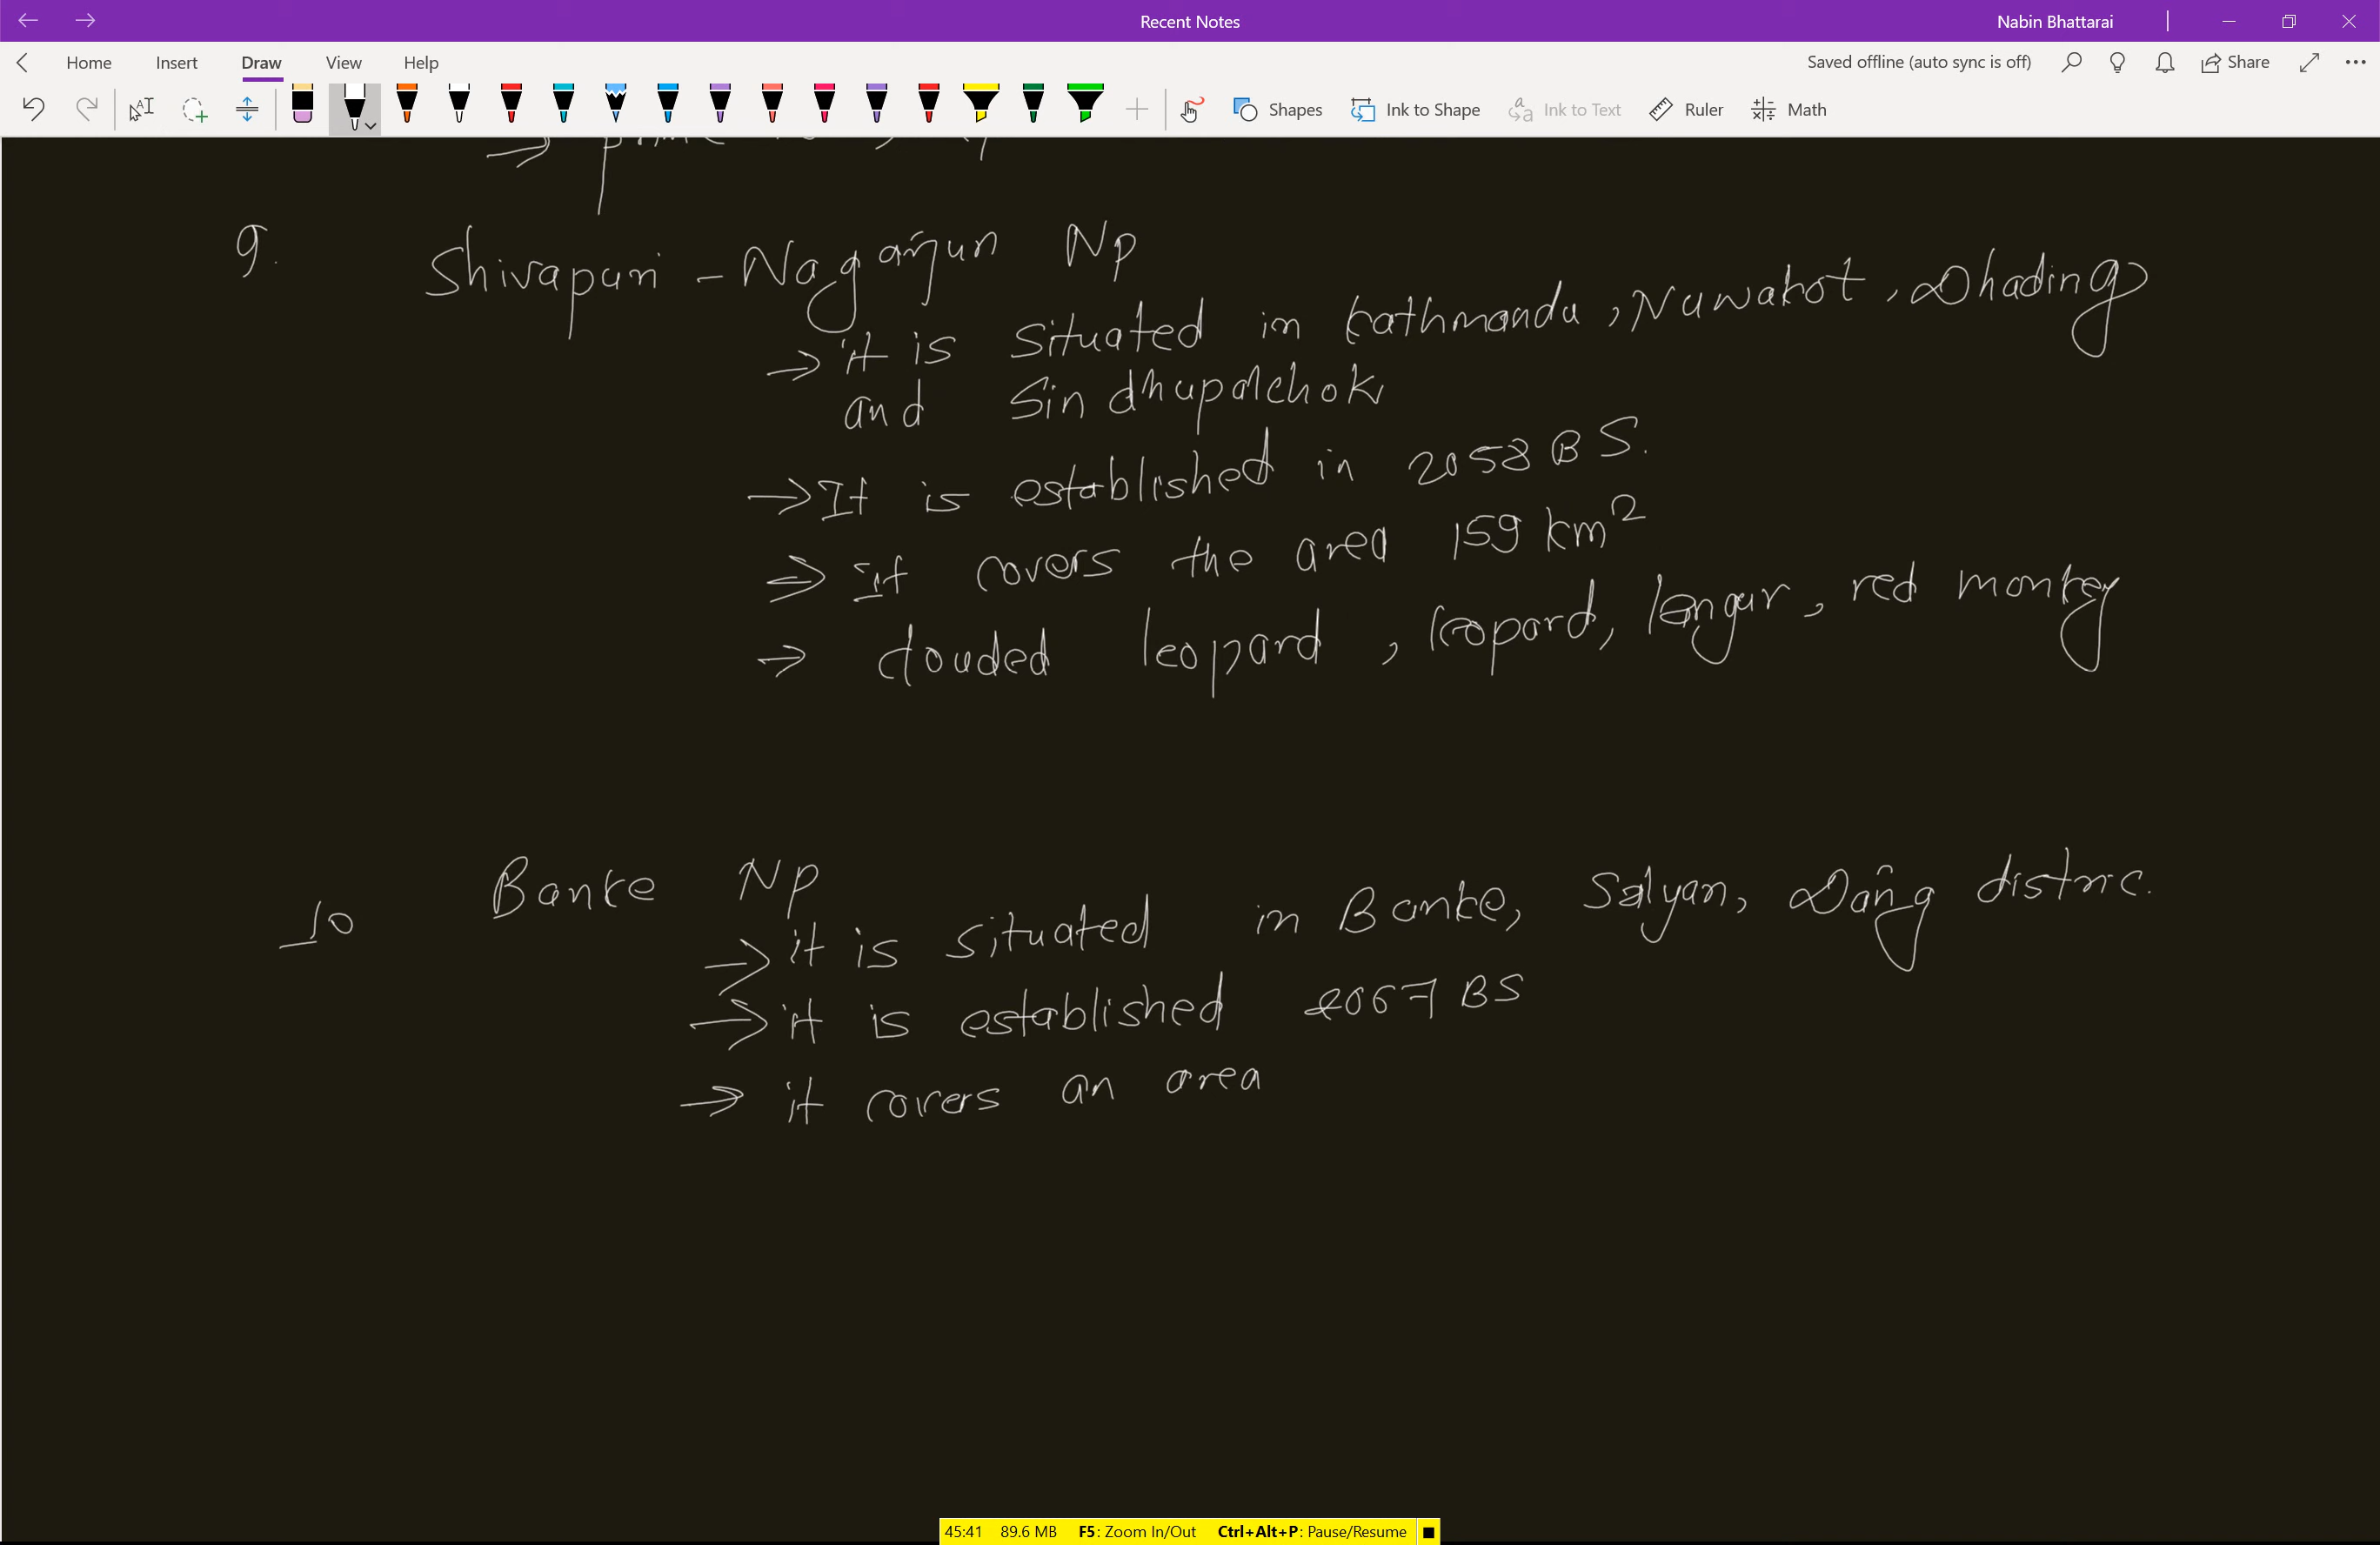 Recent Notes
Nabin Bhattarai
Home Insert Draw View Help
Saved offline (auto sync is off) Share
Shapes Ink to Shape Ink to Text Ruler Math
9. Shivapuri - Nagarjun Np
→ it is situated in Kathmandu, Nuwakot, Dhading
and Sindhupalchok
→ It is established in 2058 BS.
⇒ It covers the area 159 km²
→ clouded leopard, leopard, langur, red monkey
10 Banke Np
→ it is situated in Banke, Salyan, Dang distric.
→ it is established 2067 BS
→ it covers an area
45:41 89.6 MB F5: Zoom In/Out Ctrl+Alt+P: Pause/Resume